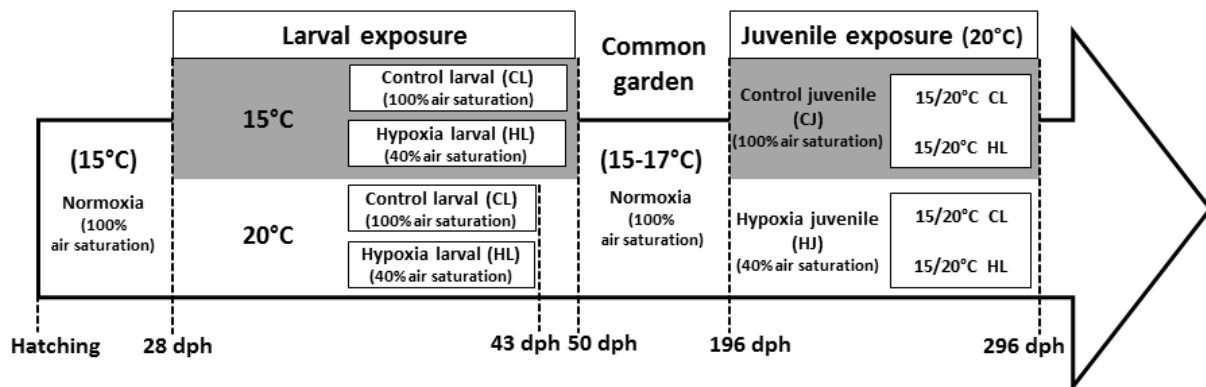 Larval exposure
Common
garden
Juvenile exposure (20°C)
(15°C)
Normoxia
(100%
air saturation)
15°C
Control larval (CL)
(100% air saturation)
Hypoxia larval (HL)
(40% air saturation)
20°C
Control larval (CL)
(100% air saturation)
Hypoxia larval (HL)
(40% air saturation)
(15-17°C)
Normoxia
(100%
air saturation)
Control juvenile
(CJ)
(100% air saturation)
15/20°C CL
15/20°C HL
Hypoxia juvenile
(HJ)
(40% air saturation)
15/20°C CL
15/20°C HL
Hatching
28 dph
43 dph
50 dph
196 dph
296 dph